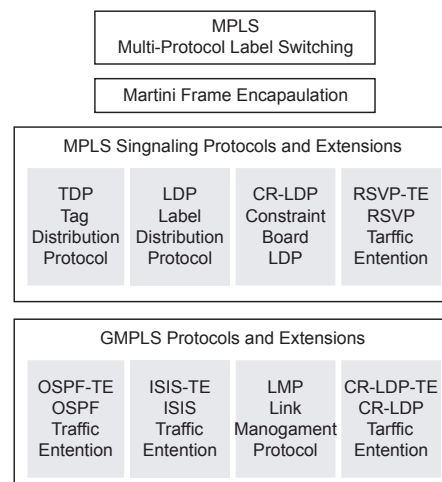 MPLS
Multi-Protocol Label Switching
Martini Frame Encapaulation
MPLS Singnaling Protocols and Extensions
TDP
Tag
Distribution
Protocol
LDP
Label
Distribution
Protocol
CR-LDP
Constraint
Board
LDP
RSVP-TE
RSVP
Tarffic
Entention
GMPLS Protocols and Extensions
OSPF-TE
OSPF
Traffic
Entention
ISIS-TE
ISIS
Traffic
Entention
LMP
Link
Manogament
Protocol
CR-LDP-TE
CR-LDP
Tarffic
Entention